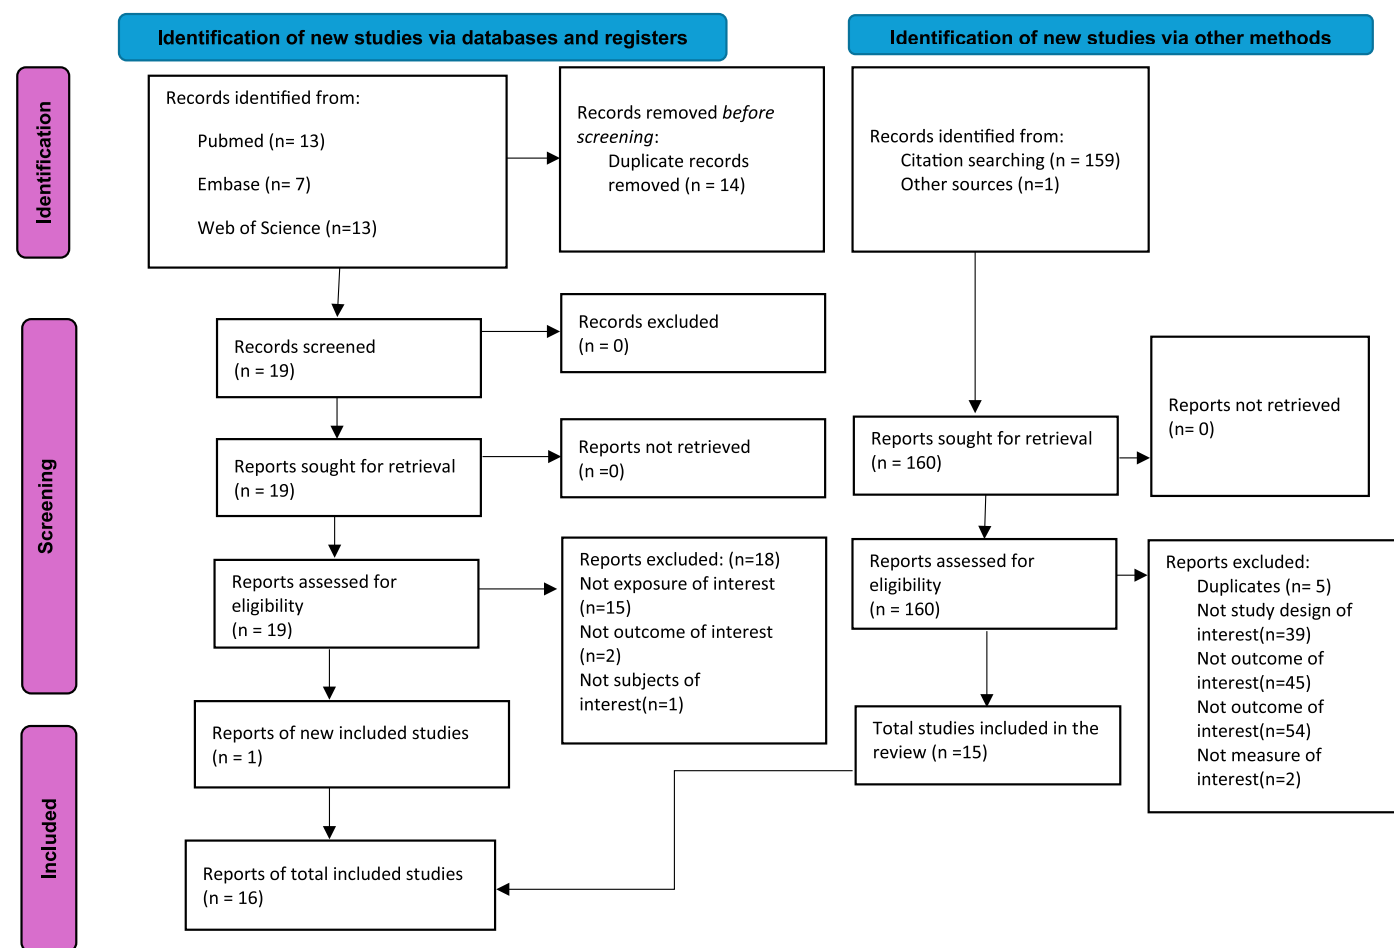 Identification of new studies via databases and registers
Identification of new studies via other methods
Identification
Records identified from:
Pubmed (n= 13)
Embase (n= 7)
Web of Science (n=13)
Records removed before
screening:
Duplicate records
removed (n = 14)
Records identified from:
Citation searching (n = 159)
Other sources (n=1)
Screening
Records screened
(n = 19)
Records excluded
(n = 0)
Reports sought for retrieval
(n = 19)
Reports not retrieved
(n =0)
Reports sought for retrieval
(n = 160)
Reports not retrieved
(n= 0)
Reports assessed for
eligibility
(n = 19)
Reports excluded: (n=18)
Not exposure of interest
(n=15)
Not outcome of interest
(n=2)
Not subjects of
interest(n=1)
Reports assessed for
eligibility
(n = 160)
Reports excluded:
Duplicates (n= 5)
Not study design of
interest(n=39)
Not outcome of
interest(n=45)
Not outcome of
interest(n=54)
Not measure of
interest(n=2)
Included
Reports of new included studies
(n = 1)
Total studies included in the
review (n =15)
Reports of total included studies
(n = 16)